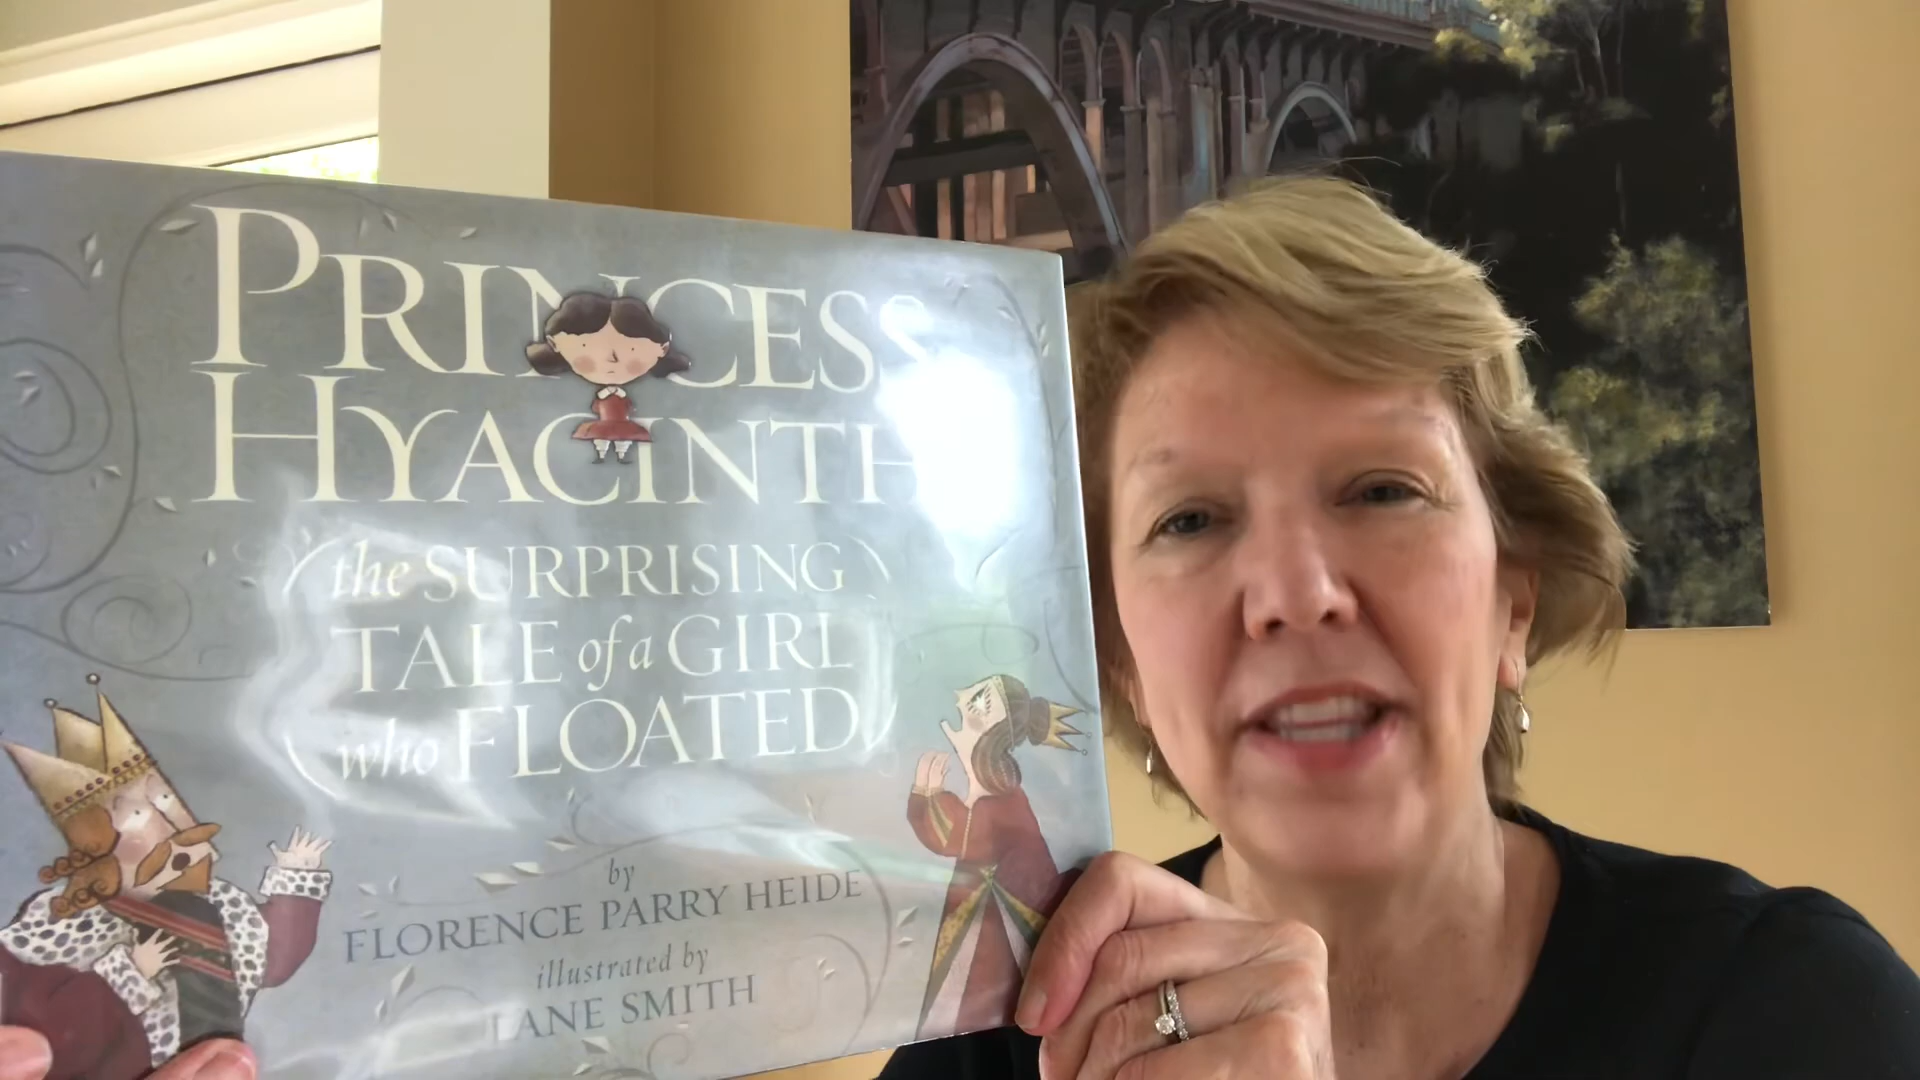 PRINCESS
HYACINTH
(the SURPRISING
TALE of a GIRL
who FLOATED)
by
FLORENCE PARRY HEIDE
illustrated by
LANE SMITH